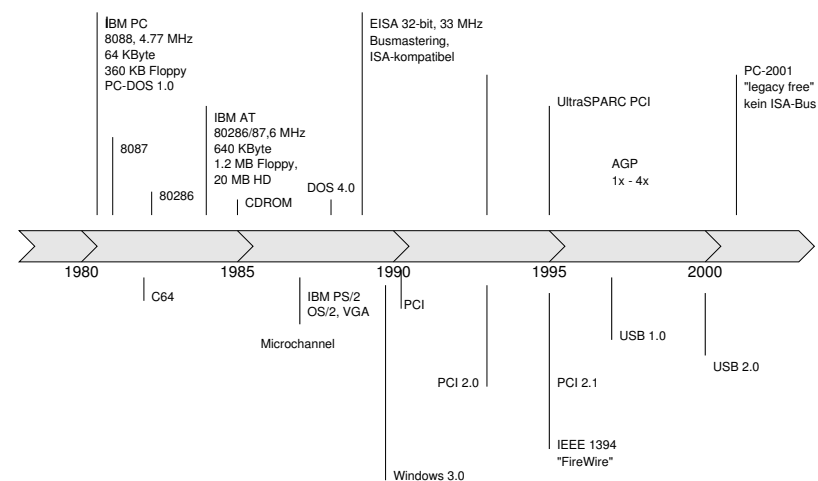 IBM PC
8088, 4.77 MHz
64 KByte
360 KB Floppy
PC-DOS 1.0
8087
80286
IBM AT
80286/87,6 MHz
640 KByte
1.2 MB Floppy,
20 MB HD
CDROM
DOS 4.0
EISA 32-bit, 33 MHz
Busmastering,
ISA-kompatibel
UltraSPARC PCI
AGP
1x - 4x
PC-2001
"legacy free"
kein ISA-Bus
1980
1985
1990
1995
2000
C64
IBM PS/2
OS/2, VGA
Microchannel
PCI
Windows 3.0
PCI 2.0
PCI 2.1
IEEE 1394
"FireWire"
USB 1.0
USB 2.0